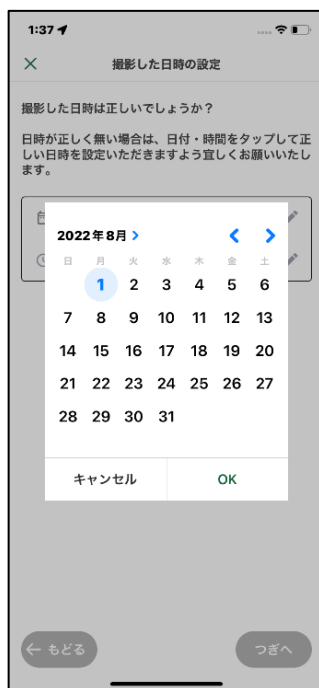 1:37
撮影した日時の設定
撮影した日時は正しいでしょうか？
日時が正しく無い場合は、日付・時間をタップして正
しい日時を設定いただきますよう宜しくお願いいたし
ます。
2022年8月
日 月 火 水 木 金 土
1 2 3 4 5 6
7 8 9 10 11 12 13
14 15 16 17 18 19 20
21 22 23 24 25 26 27
28 29 30 31
キャンセル OK
もどる つぎへ